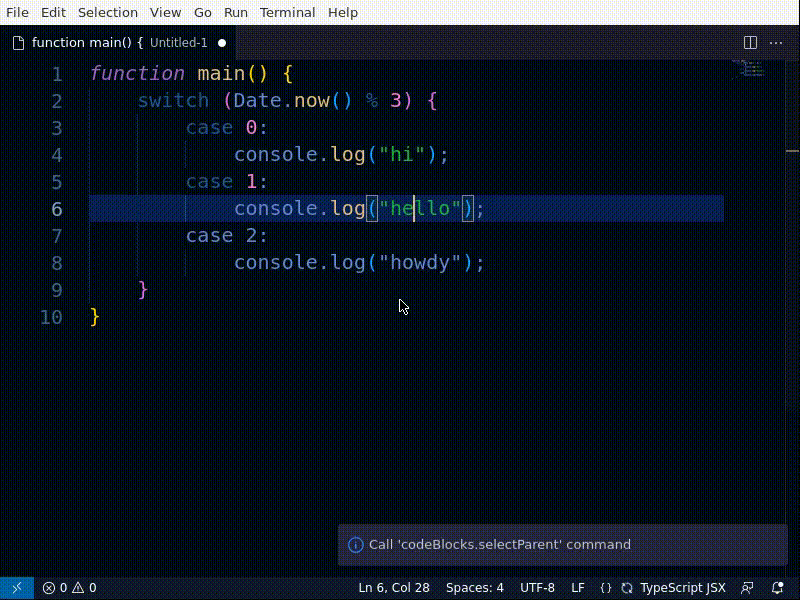 File Edit Selection View Go Run Terminal Help
function main() { Untitled-1
1 function main() {
2 switch (Date.now() % 3) {
3 case 0:
4 console.log("hi");
5 case 1:
6 console.log("hello");
7 case 2:
8 console.log("howdy");
9 }
10 }
Call 'codeBlocks.selectParent' command
0 0 Ln 6, Col 28 Spaces: 4 UTF-8 LF {} TypeScript JSX